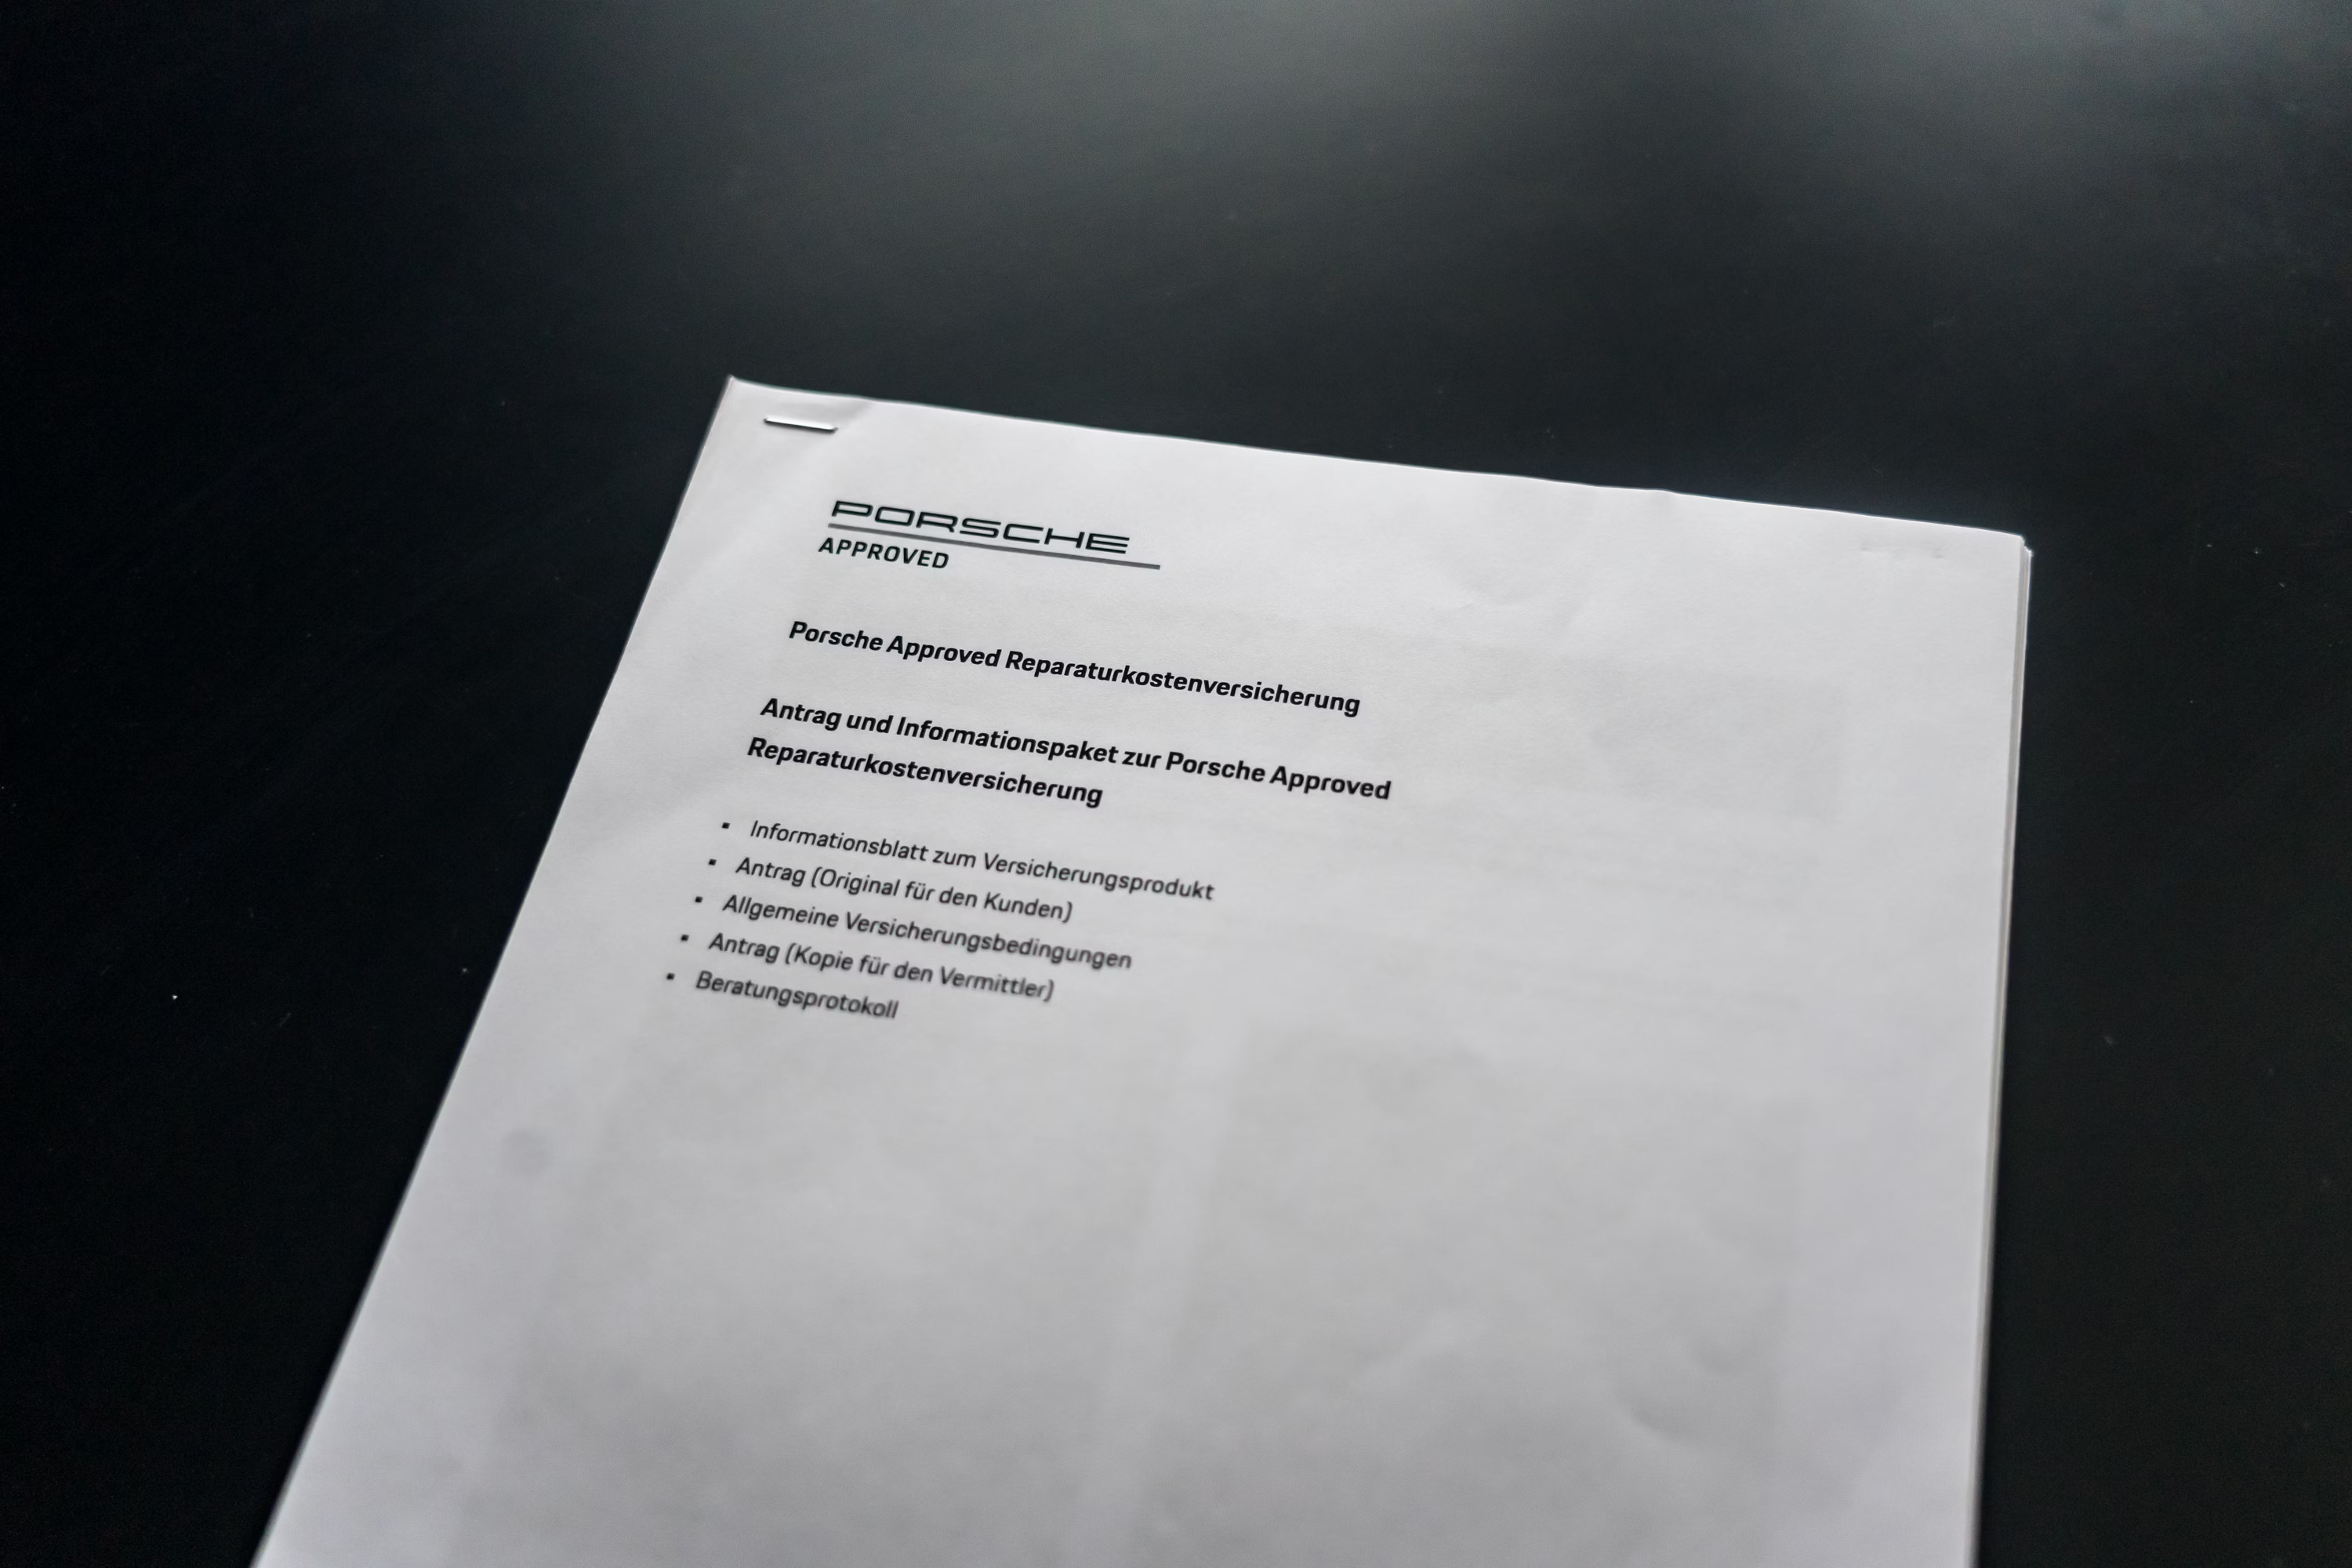 PORSCHE
APPROVED
Porsche Approved Reparaturkostenversicherung
Antrag und Informationspaket zur Porsche Approved
Reparaturkostenversicherung
▪ Informationsblatt zum Versicherungsprodukt
▪ Antrag (Original für den Kunden)
▪ Allgemeine Versicherungsbedingungen
▪ Antrag (Kopie für den Vermittler)
▪ Beratungsprotokoll